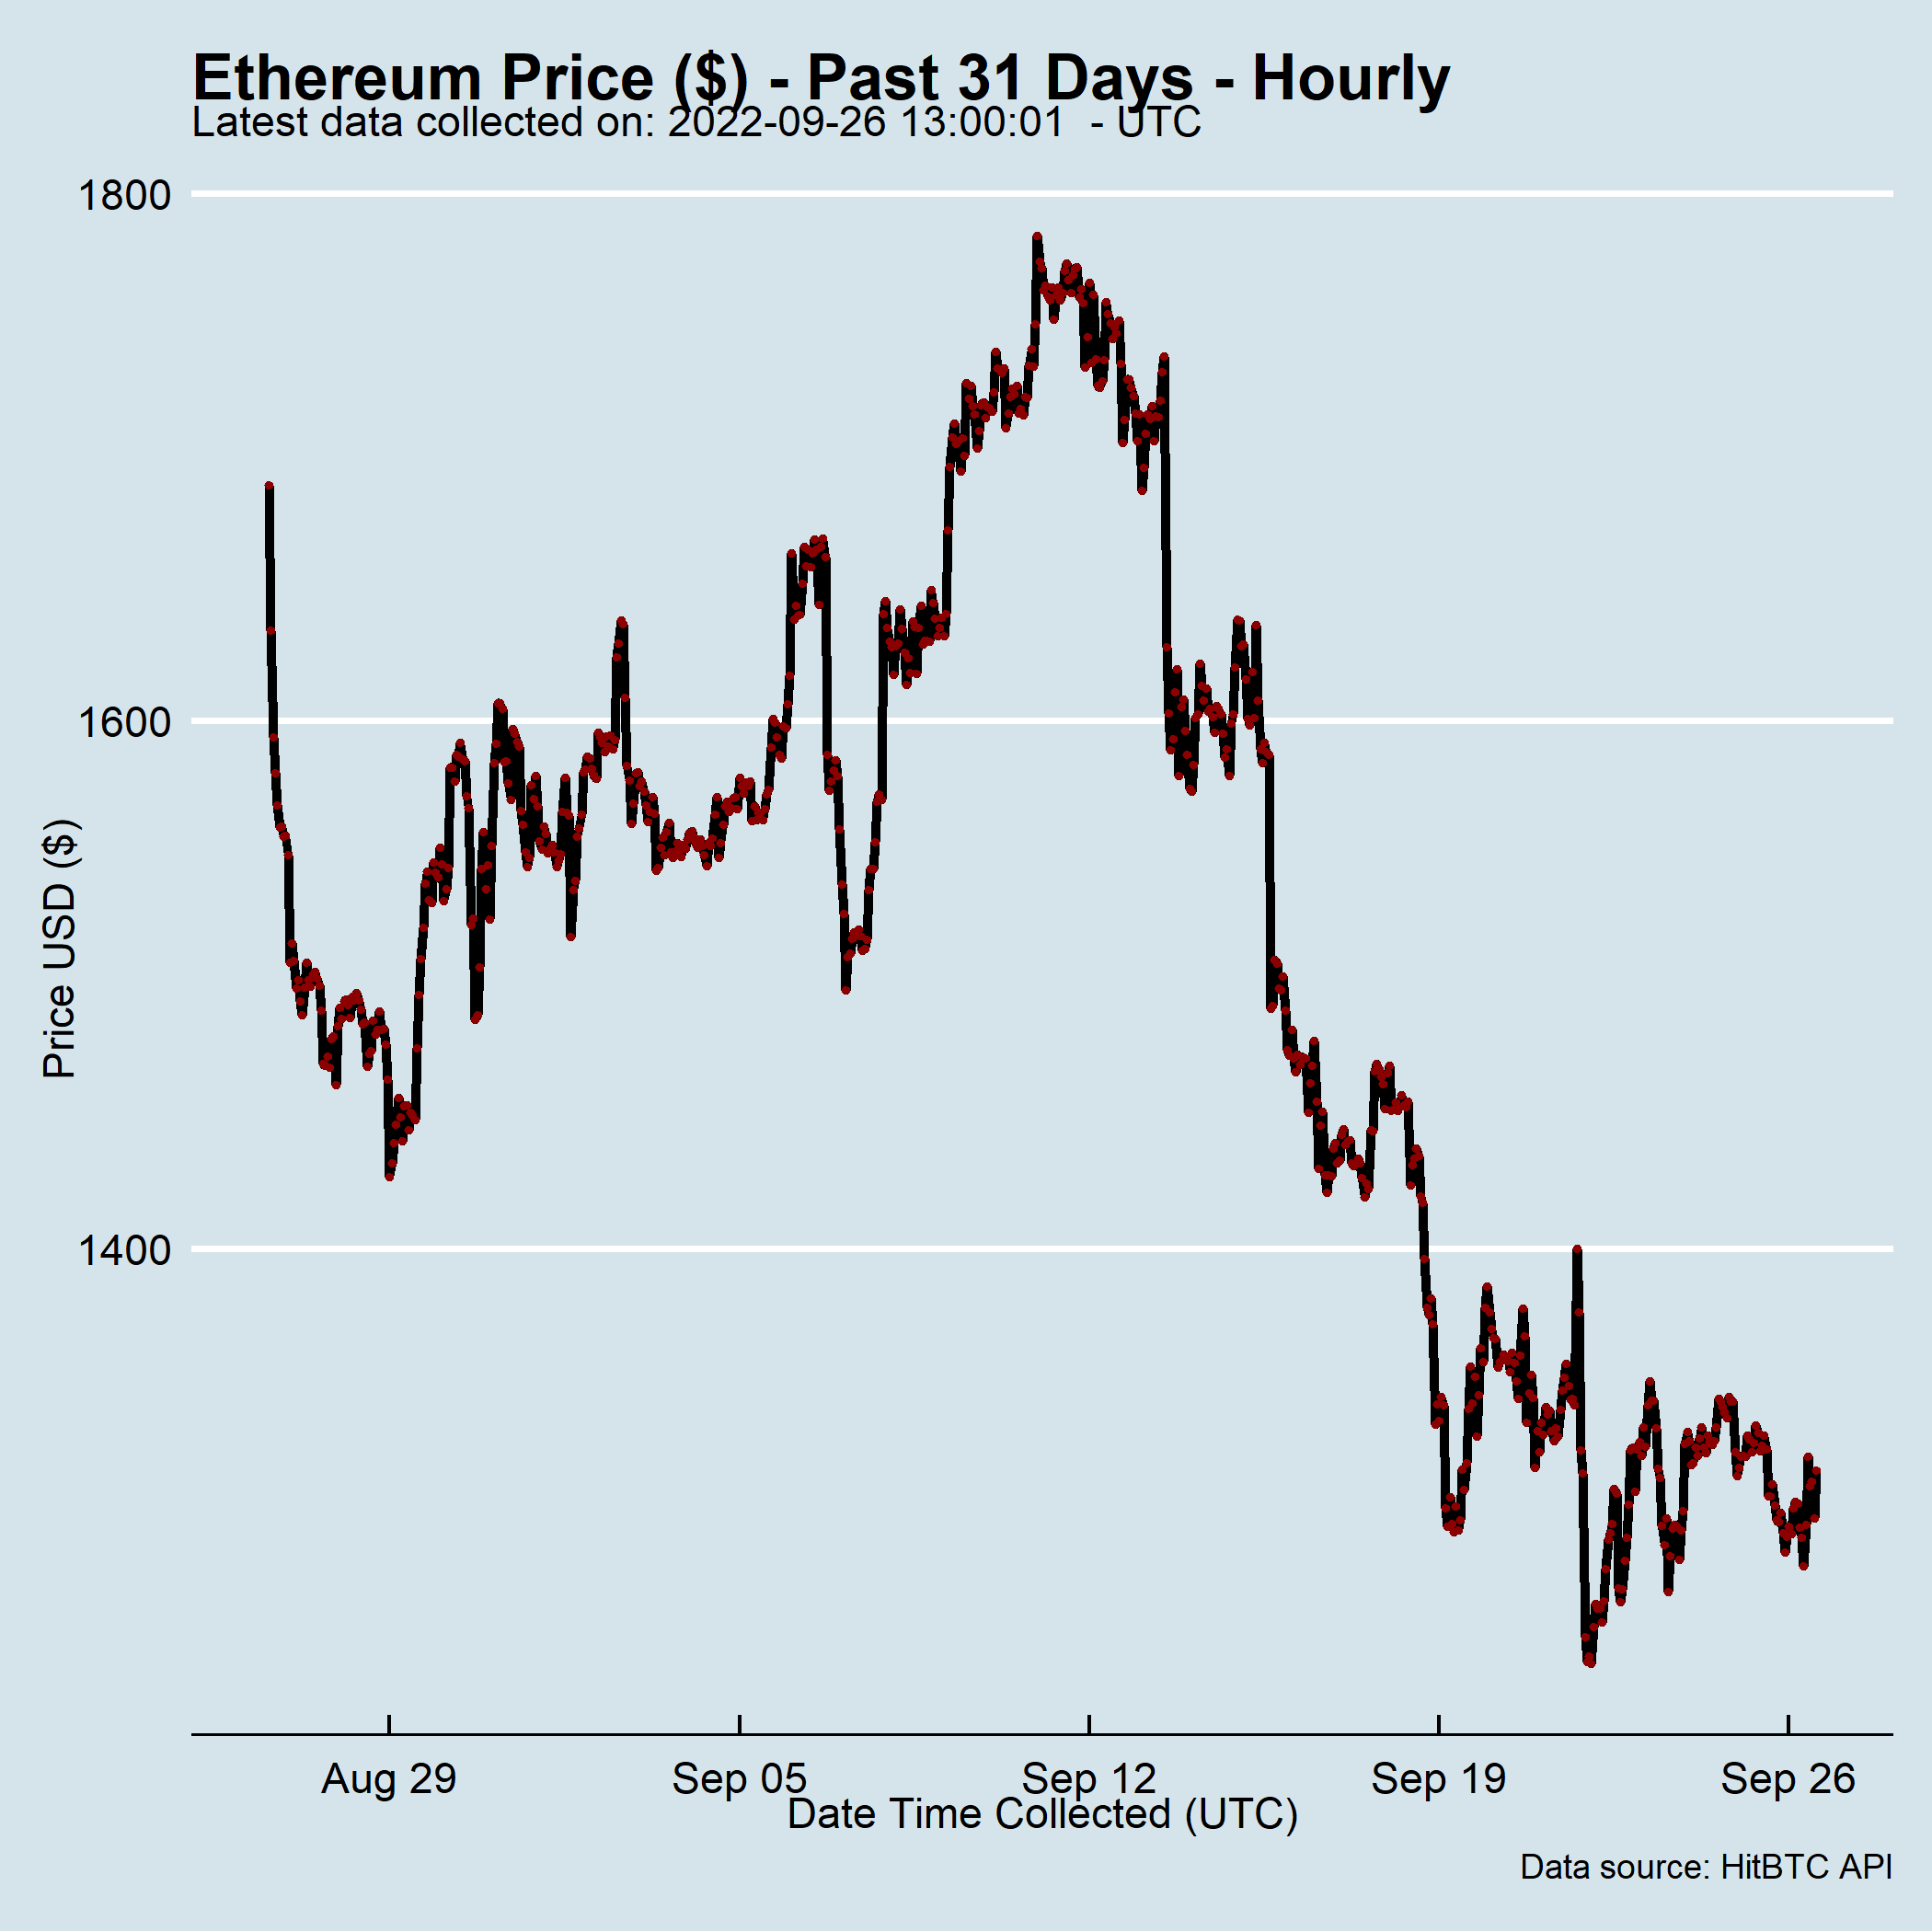 Ethereum Price ($) - Past 31 Days - Hourly
Latest data collected on: 2022-09-26 13:00:01  - UTC
1800
1600
1400
Price USD ($)
Aug 29 Sep 05 Sep 12 Sep 19 Sep 26
Date Time Collected (UTC)
Data source: HitBTC API